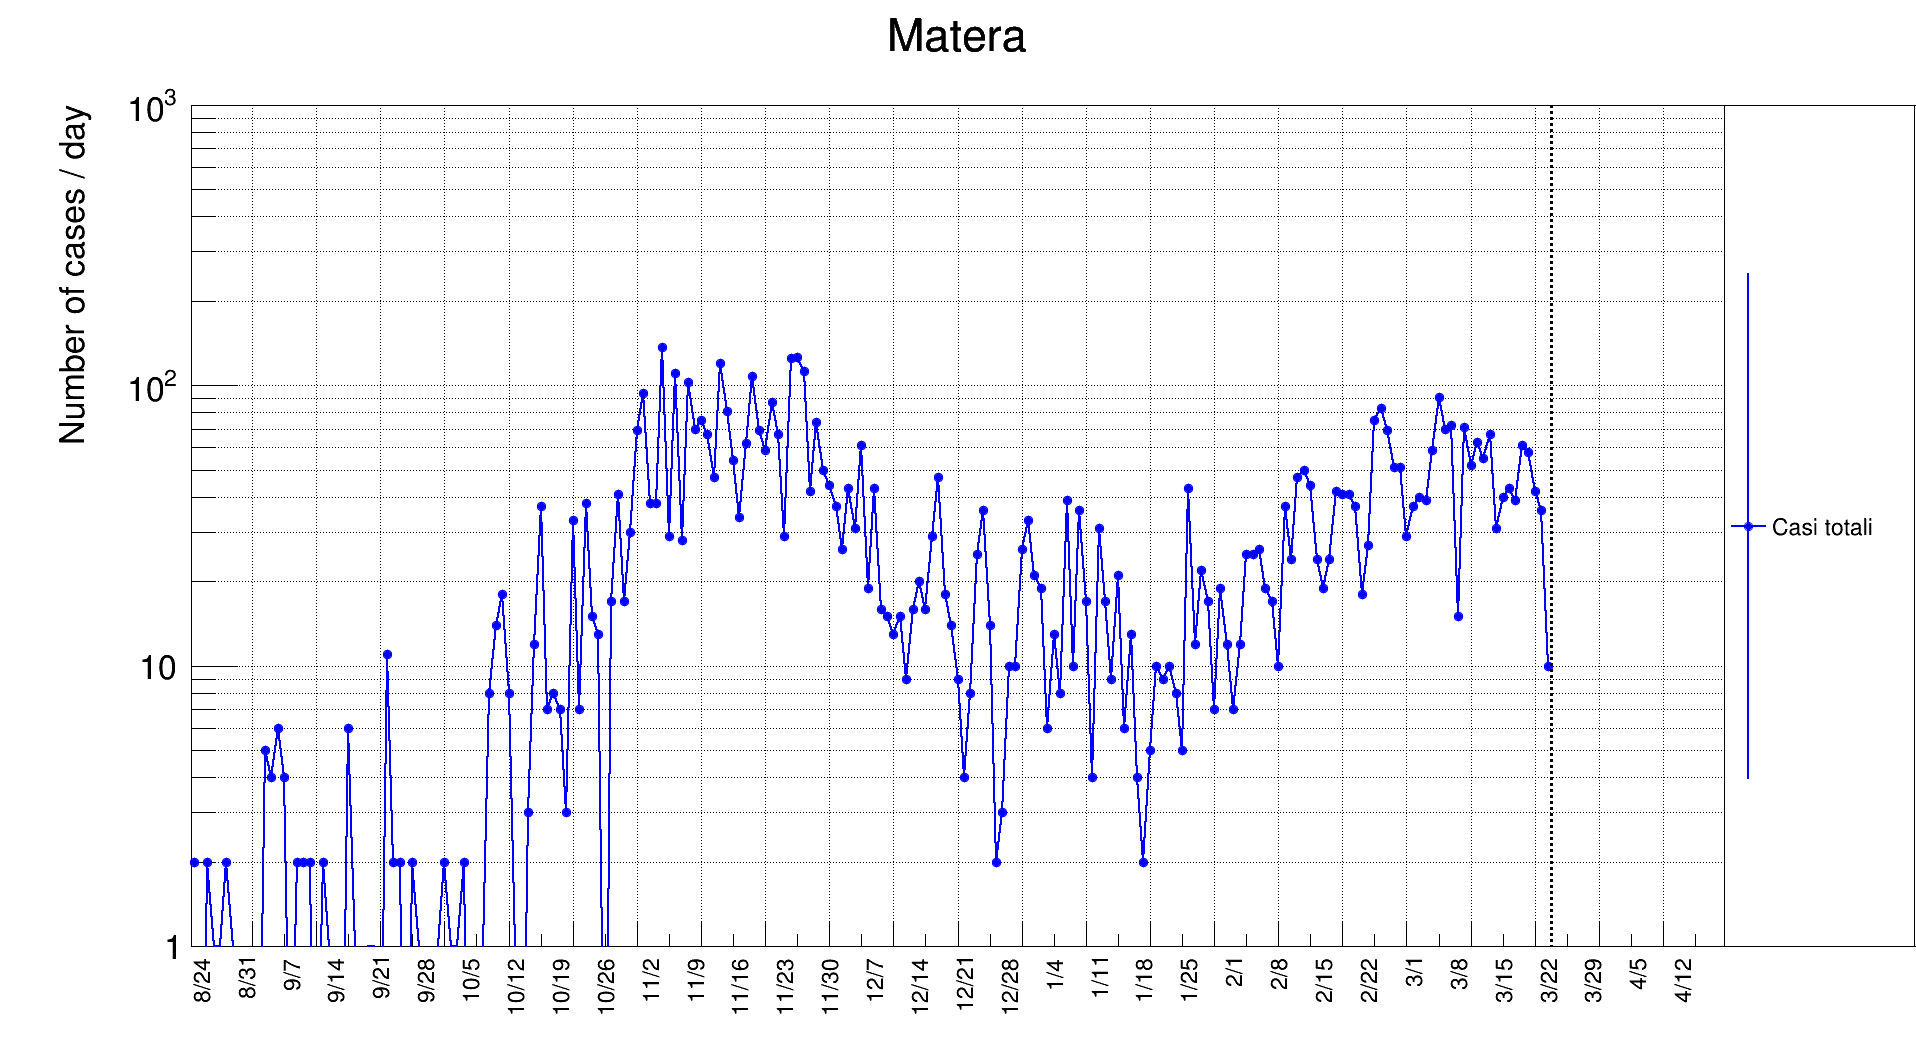 Matera
Number of cases / day
10³
10²
10
1
8/24 8/31 9/7 9/14 9/21 9/28 10/5 10/12 10/19 10/26 11/2 11/9 11/16 11/23 11/30 12/7 12/14 12/21 12/28 1/4 1/11 1/18 1/25 2/1 2/8 2/15 2/22 3/1 3/8 3/15 3/22 3/29 4/5 4/12
Casi totali